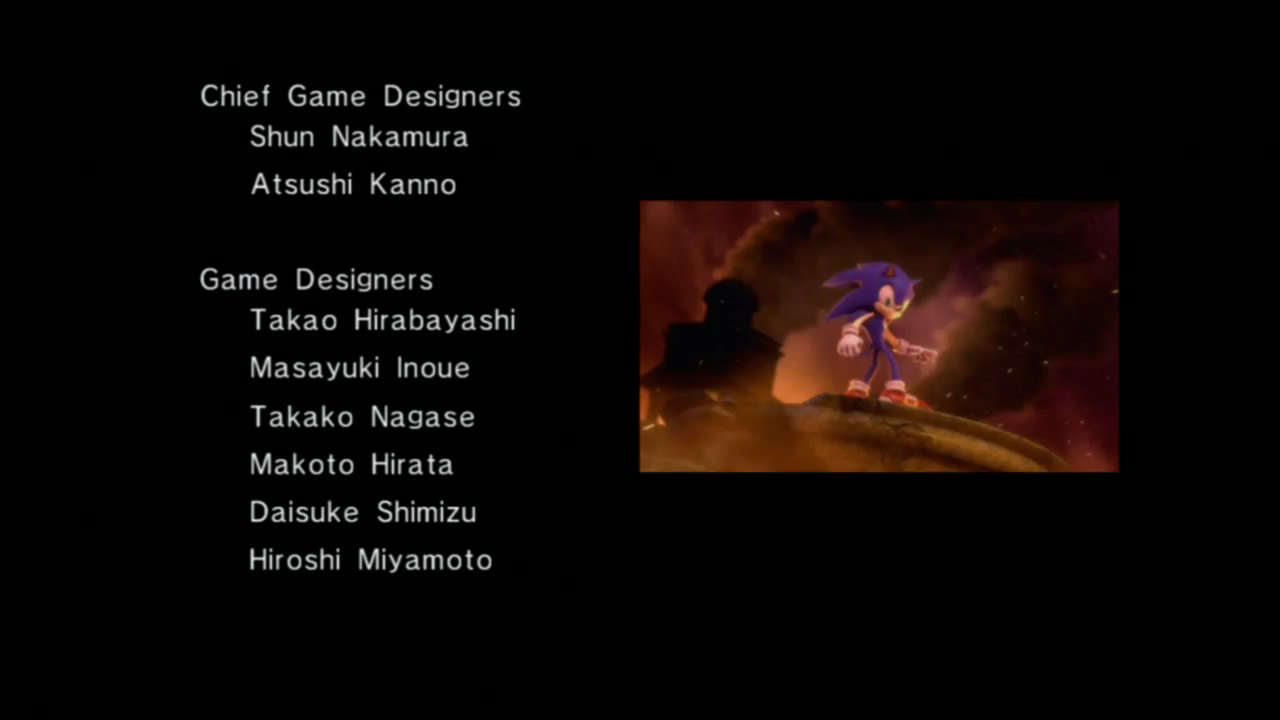 Chief Game Designers
Shun Nakamura
Atsushi Kanno
Game Designers
Takao Hirabayashi
Masayuki Inoue
Takako Nagase
Makoto Hirata
Daisuke Shimizu
Hiroshi Miyamoto